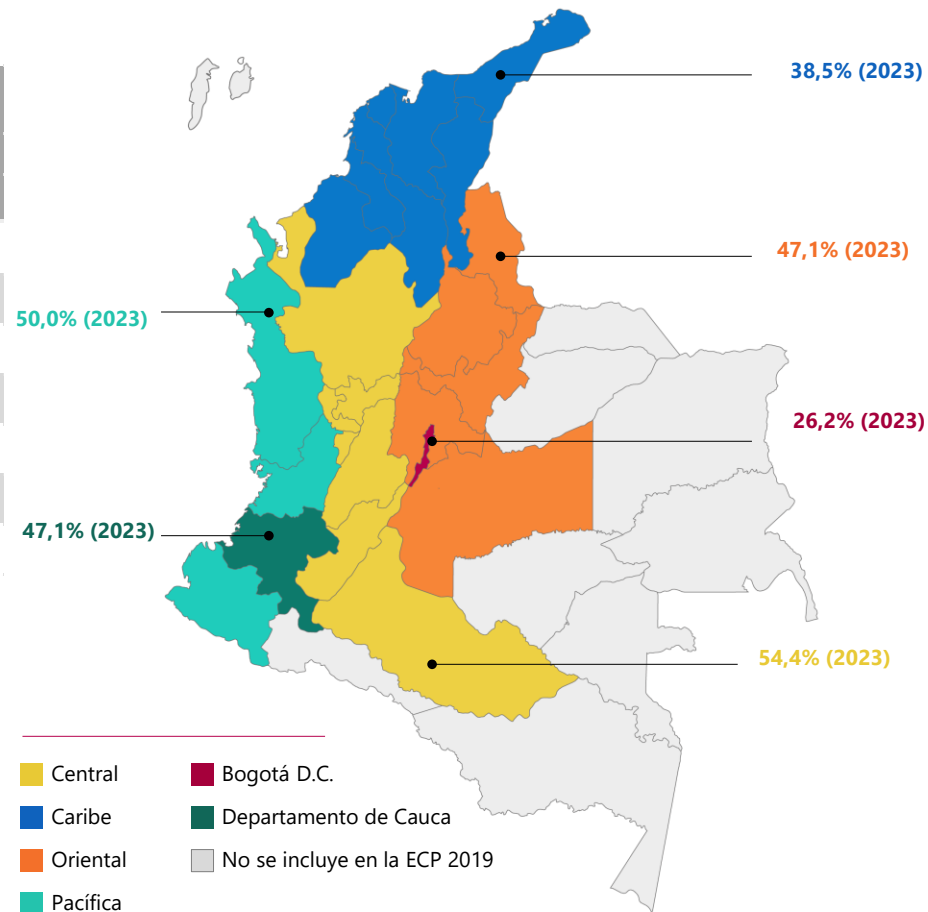 38,5% (2023)
47,1% (2023)
50,0% (2023)
26,2% (2023)
47,1% (2023)
54,4% (2023)
Central
Caribe
Oriental
Pacífica
Bogotá D.C.
Departamento de Cauca
No se incluye en la ECP 2019